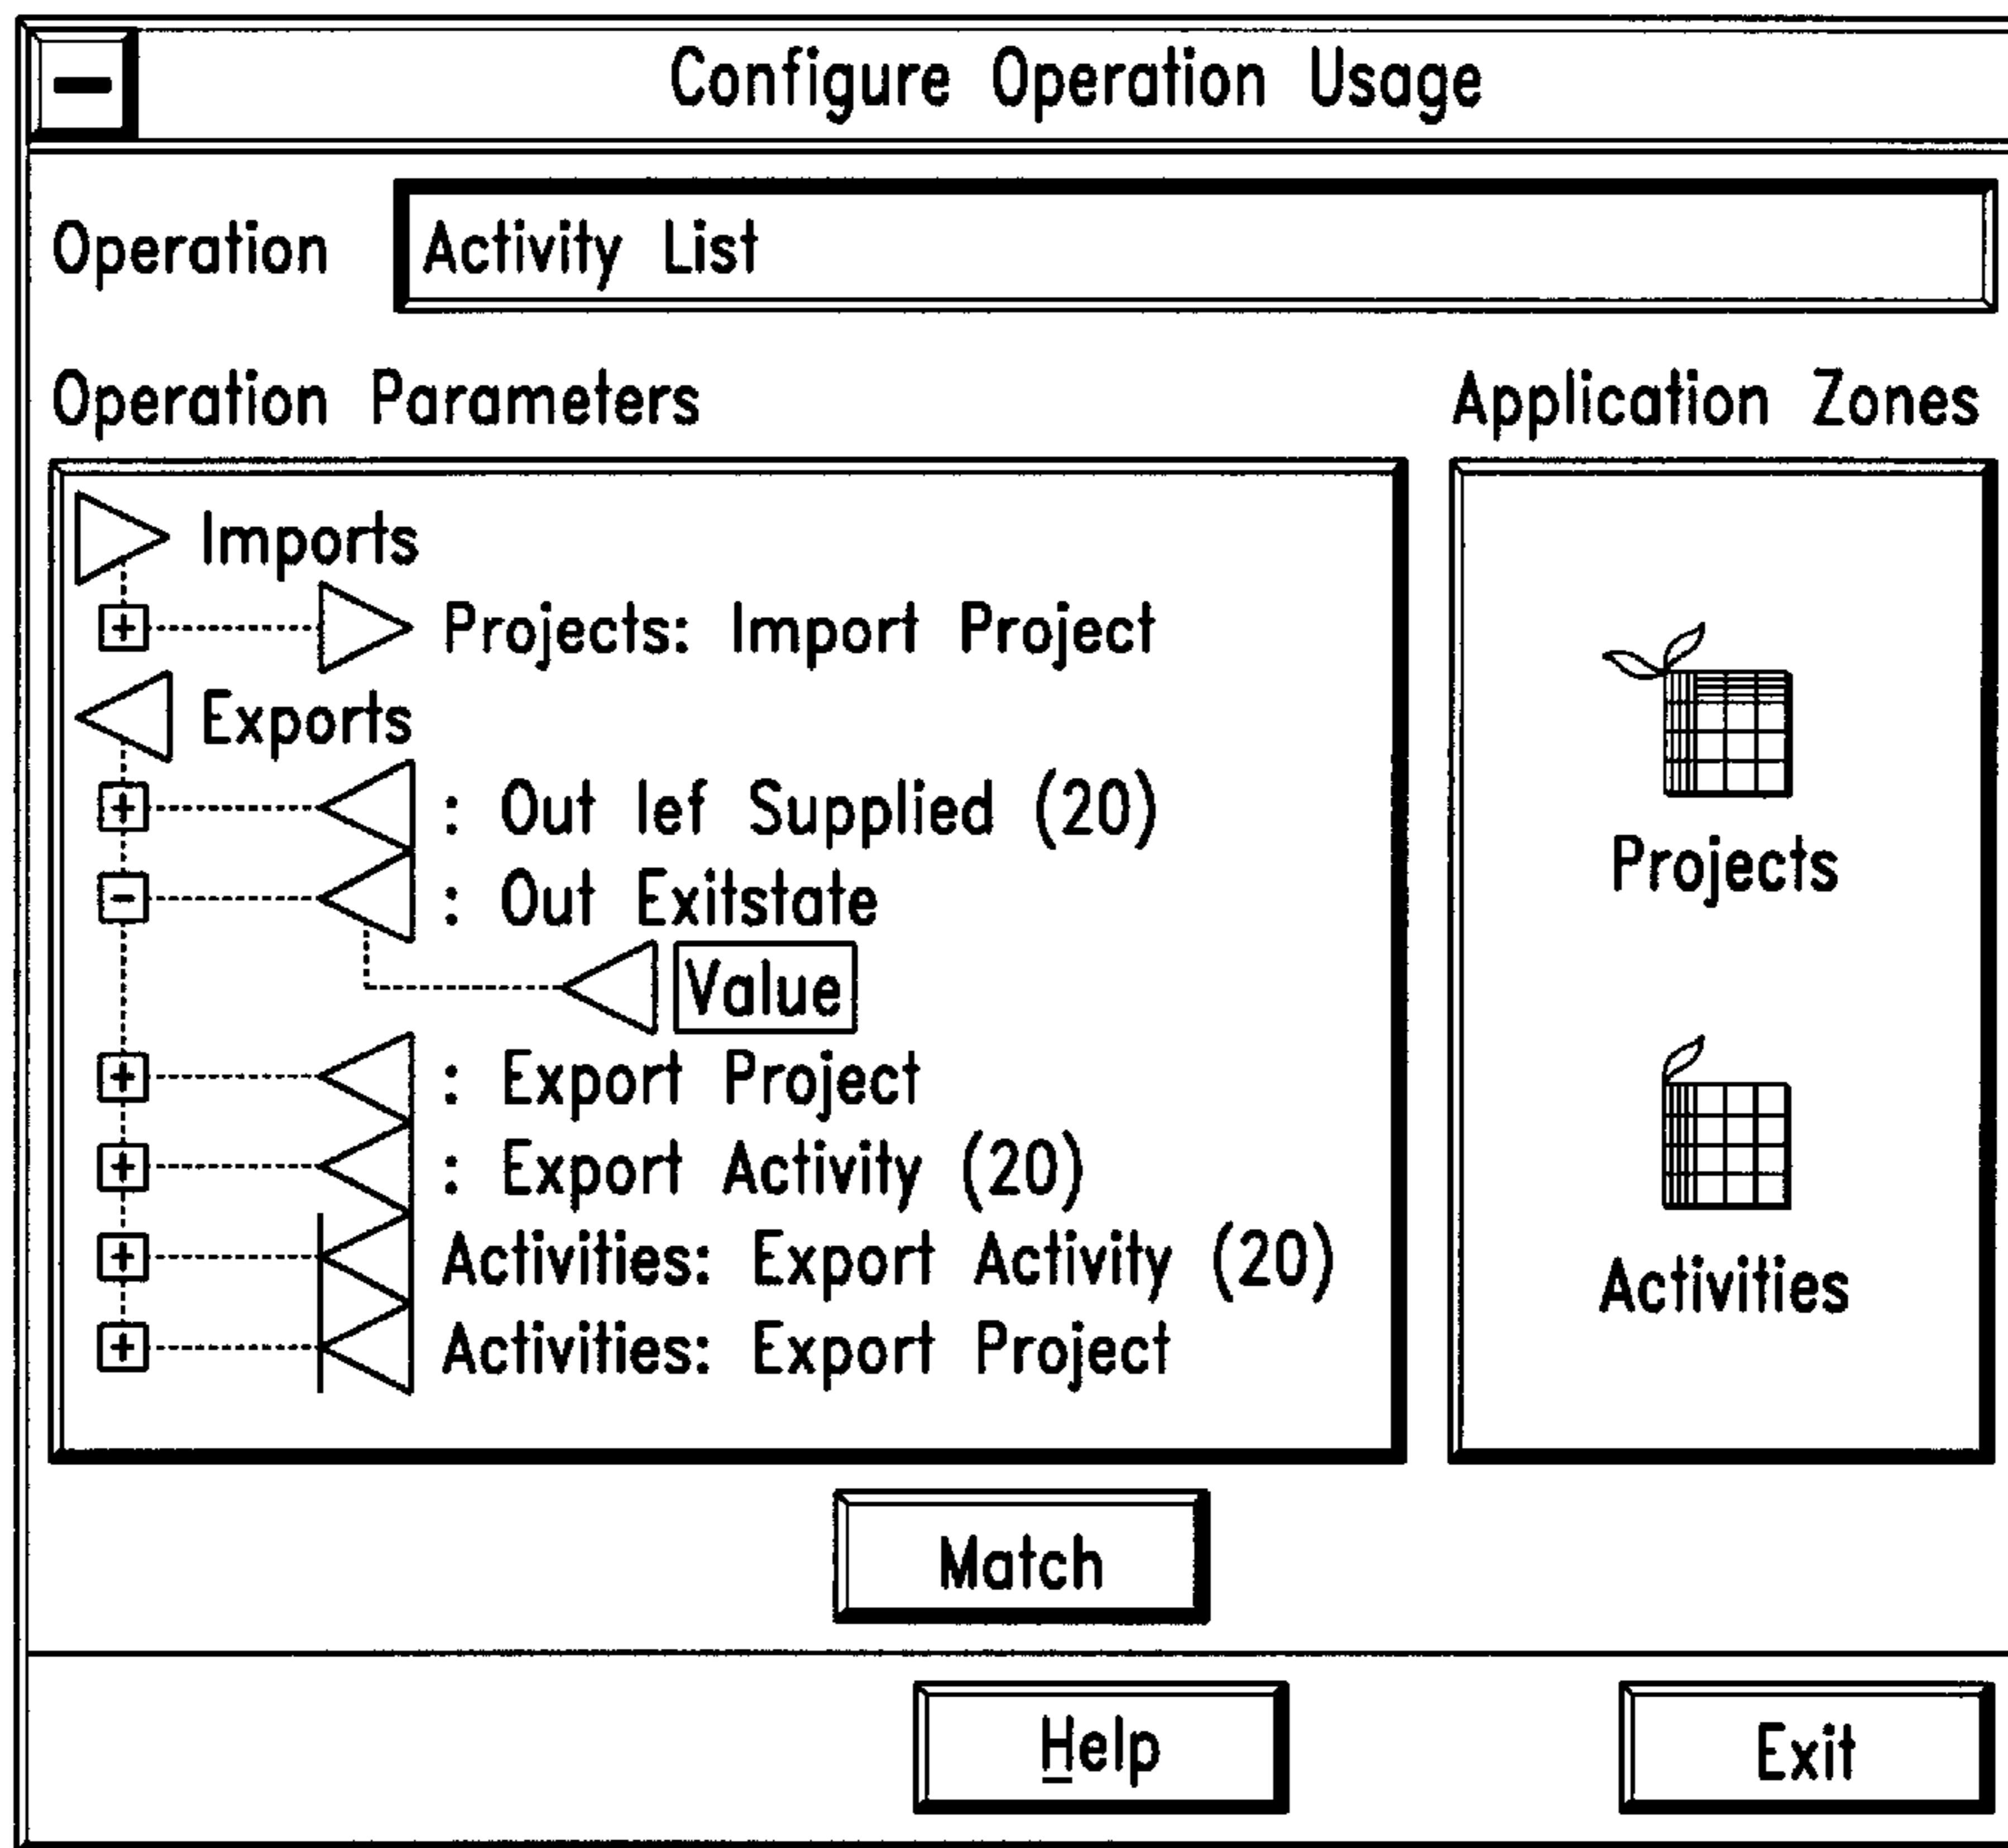 Configure Operation Usage
Operation Activity List
Operation Parameters
Imports
Projects: Import Project
Exports
: Out Ief Supplied (20)
: Out Exitstate
Value
: Export Project
: Export Activity (20)
Activities: Export Activity (20)
Activities: Export Project
Application Zones
Projects
Activities
Match
Help
Exit